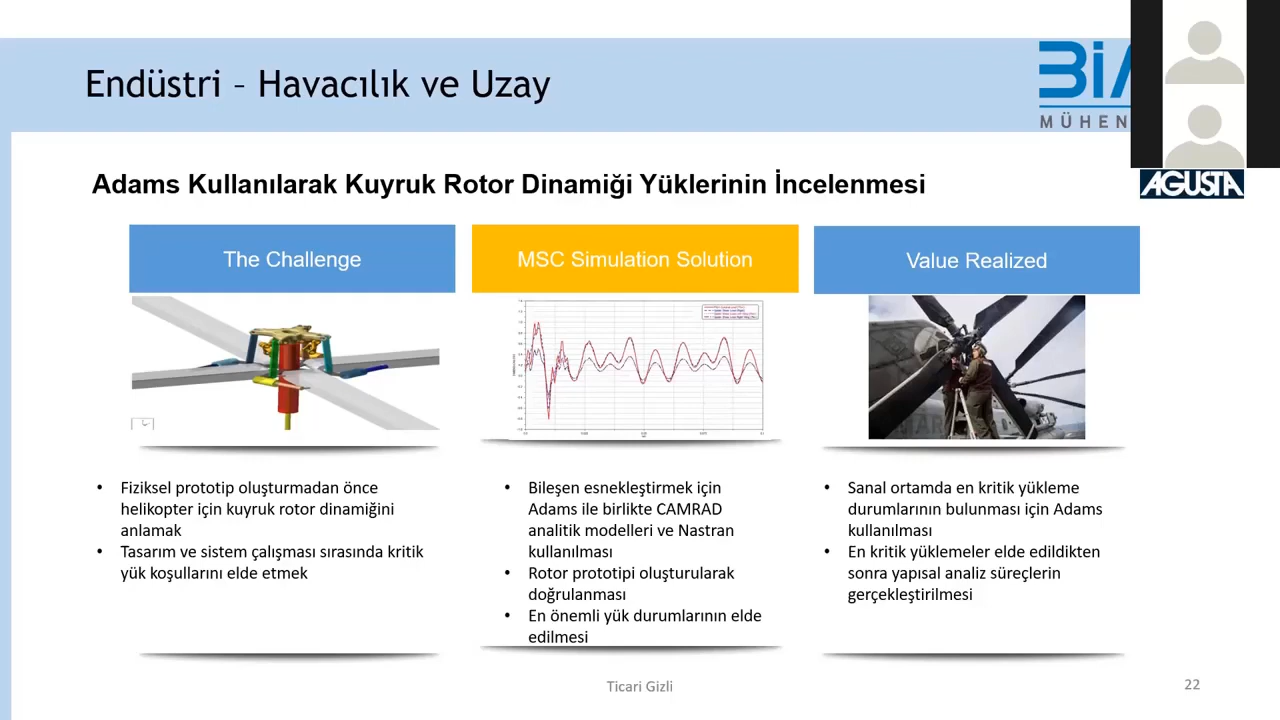 Endüstri – Havacılık ve Uzay
BİA
MÜHEN
AGUSTA
Adams Kullanılarak Kuyruk Rotor Dinamiği Yüklerinin İncelenmesi
The Challenge
MSC Simulation Solution
Value Realized
• Fiziksel prototip oluşturmadan önce
helikopter için kuyruk rotor dinamiğini
anlamak
• Tasarım ve sistem çalışması sırasında kritik
yük koşullarını elde etmek
• Bileşen esnekleştirmek için
Adams ile birlikte CAMRAD
analitik modelleri ve Nastran
kullanılması
• Rotor prototipi oluşturularak
doğrulanması
• En önemli yük durumlarının elde
edilmesi
• Sanal ortamda en kritik yükleme
durumlarının bulunması için Adams
kullanılması
• En kritik yüklemeler elde edildikten
sonra yapısal analiz süreçlerin
gerçekleştirilmesi
Ticari Gizli
22